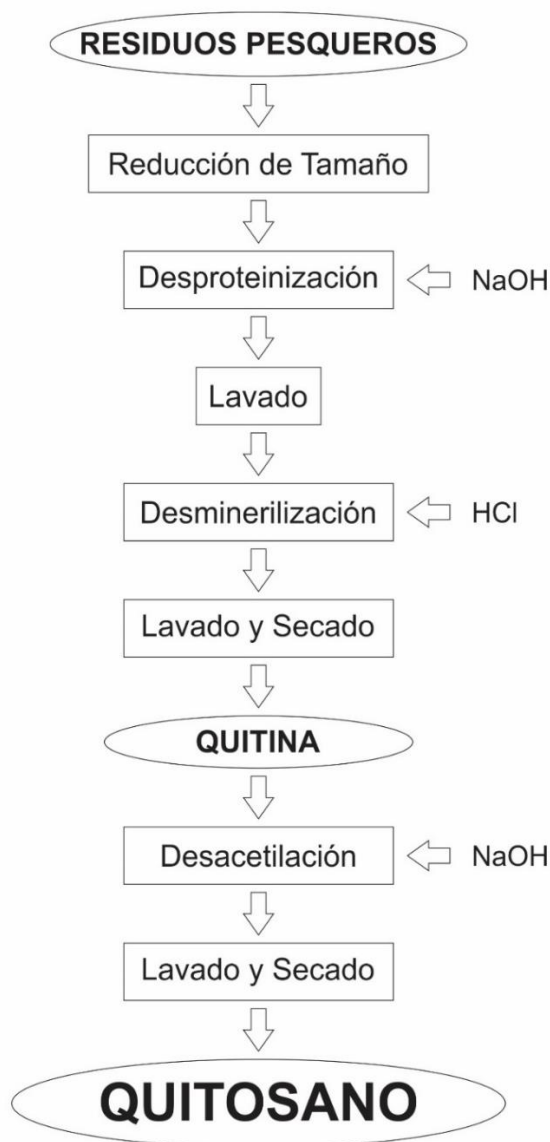 RESIDUOS PESQUEROS
Reducción de Tamaño
Desproteinización NaOH
Lavado
Desminerilización HCl
Lavado y Secado
QUITINA
Desacetilación NaOH
Lavado y Secado
QUITOSANO